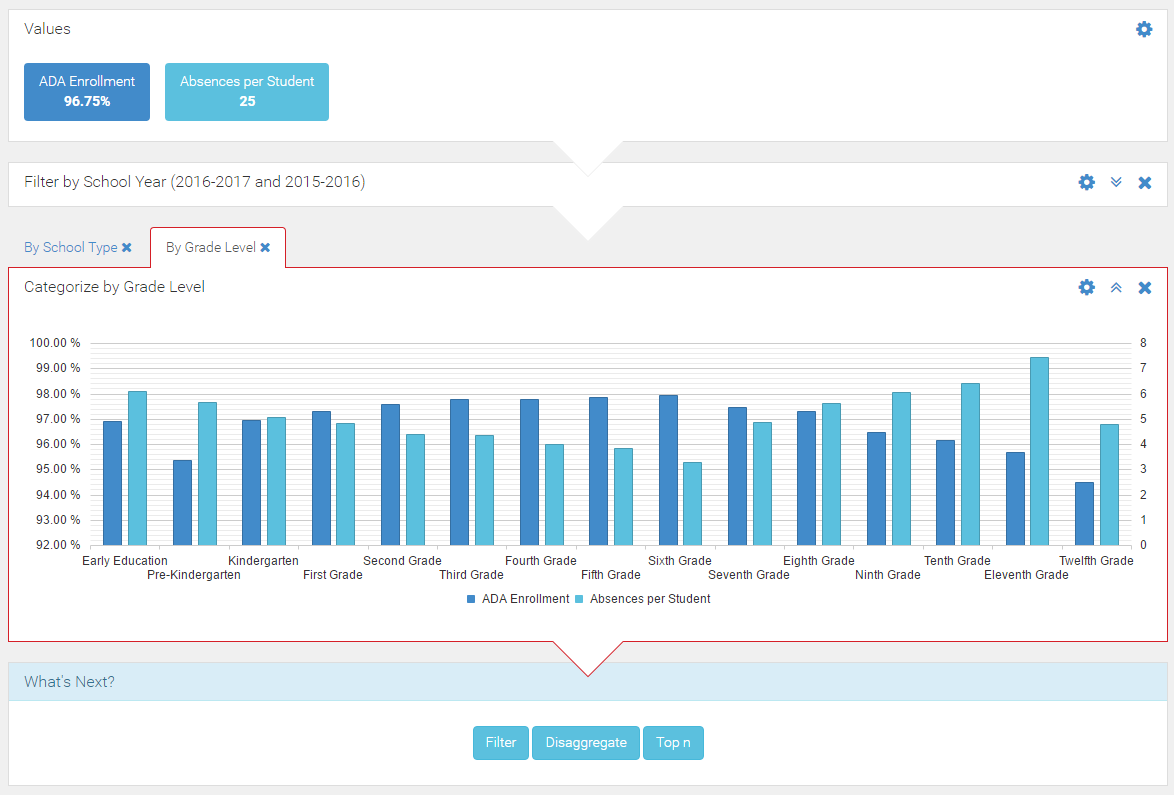 Values
ADA Enrollment
96.75%
Absences per Student
25
Filter by School Year (2016-2017 and 2015-2016)
By School Type
By Grade Level
Categorize by Grade Level
100.00 %
99.00 %
98.00 %
97.00 %
96.00 %
95.00 %
94.00 %
93.00 %
92.00 %
8
7
6
5
4
3
2
1
0
Early Education
Pre-Kindergarten
Kindergarten
First Grade
Second Grade
Third Grade
Fourth Grade
Fifth Grade
Sixth Grade
Seventh Grade
Eighth Grade
Ninth Grade
Tenth Grade
Eleventh Grade
Twelfth Grade
ADA Enrollment
Absences per Student
What's Next?
Filter
Disaggregate
Top n